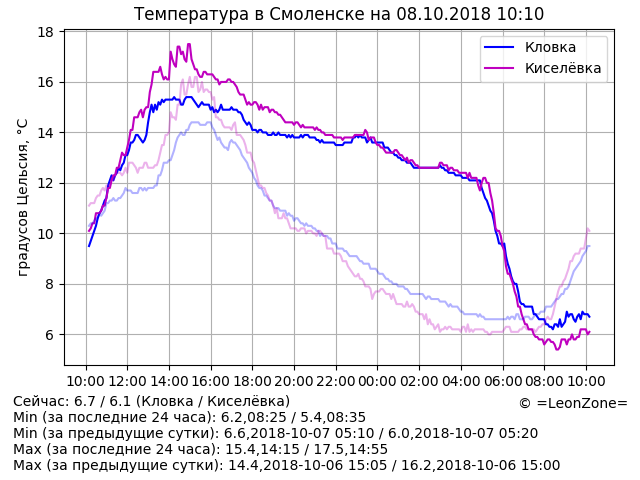 Температура в Смоленске на 08.10.2018 10:10
18
16
14
12
10
8
6
градусов Цельсия, °C
Кловка
Киселёвка
10:00 12:00 14:00 16:00 18:00 20:00 22:00 00:00 02:00 04:00 06:00 08:00 10:00
Сейчас: 6.7 / 6.1 (Кловка / Киселёвка)
© =LeonZone=
Min (за последние 24 часа): 6.2,08:25 / 5.4,08:35
Min (за предыдущие сутки): 6.6,2018-10-07 05:10 / 6.0,2018-10-07 05:20
Max (за последние 24 часа): 15.4,14:15 / 17.5,14:55
Max (за предыдущие сутки): 14.4,2018-10-06 15:05 / 16.2,2018-10-06 15:00